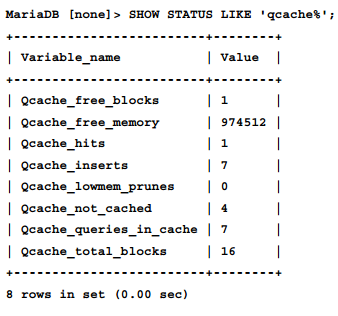 MariaDB [none]> SHOW STATUS LIKE 'qcache%';
+-------------------------+--------+
| Variable_name           | Value  |
+-------------------------+--------+
| Qcache_free_blocks      | 1      |
| Qcache_free_memory      | 974512 |
| Qcache_hits             | 1      |
| Qcache_inserts          | 7      |
| Qcache_lowmem_prunes    | 0      |
| Qcache_not_cached       | 4      |
| Qcache_queries_in_cache | 7      |
| Qcache_total_blocks     | 16     |
+-------------------------+--------+
8 rows in set (0.00 sec)